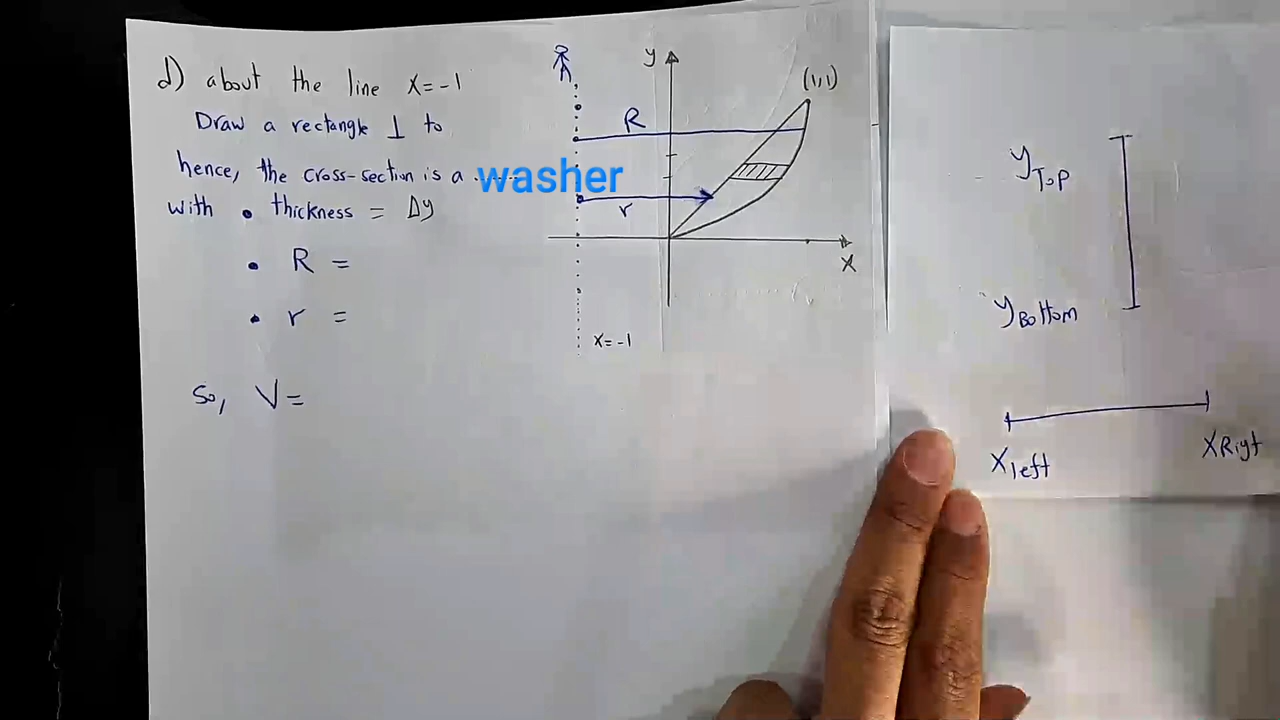 d) about the line x = -1
Draw a rectangle ⊥ to
hence, the cross-section is a ..... washer
with • thickness = Δy
• R =
• r =
So, V =
y
(1,1)
R
r
x
x = -1
y Top
y Bottom
x left
x Rigt